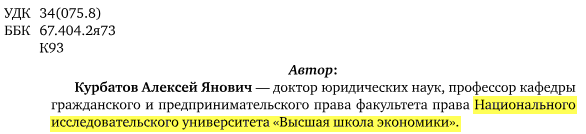 УДК 34(075.8)
ББК 67.404.2я73
К93
Автор:
Курбатов Алексей Янович — доктор юридических наук, профессор кафедры
гражданского и предпринимательского права факультета права Национального
исследовательского университета «Высшая школа экономики».